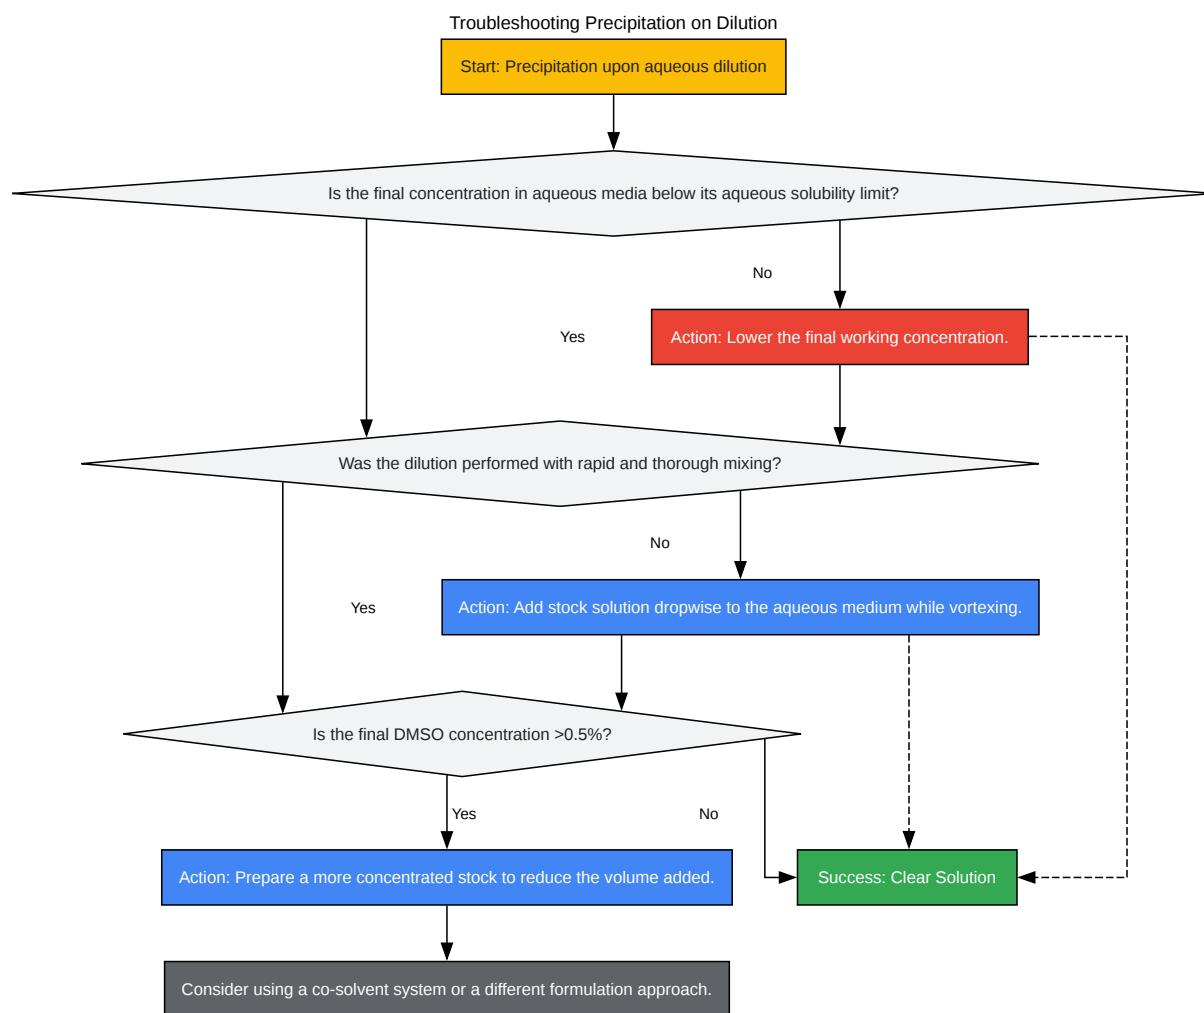 Troubleshooting Precipitation on Dilution
Start: Precipitation upon aqueous dilution
Is the final concentration in aqueous media below its aqueous solubility limit?
No
Yes
Action: Lower the final working concentration.
Was the dilution performed with rapid and thorough mixing?
No
Yes
Action: Add stock solution dropwise to the aqueous medium while vortexing.
Is the final DMSO concentration >0.5%?
Yes
No
Action: Prepare a more concentrated stock to reduce the volume added.
Success: Clear Solution
Consider using a co-solvent system or a different formulation approach.